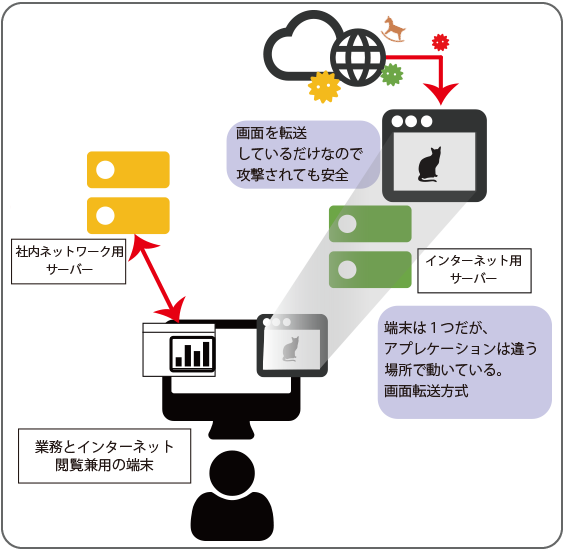 画面を転送
しているだけなので
攻撃されても安全
社内ネットワーク用
サーバー
インターネット用
サーバー
端末は１つだが、
アプレケーションは違う
場所で動いている。
画面転送方式
業務とインターネット
閲覧兼用の端末